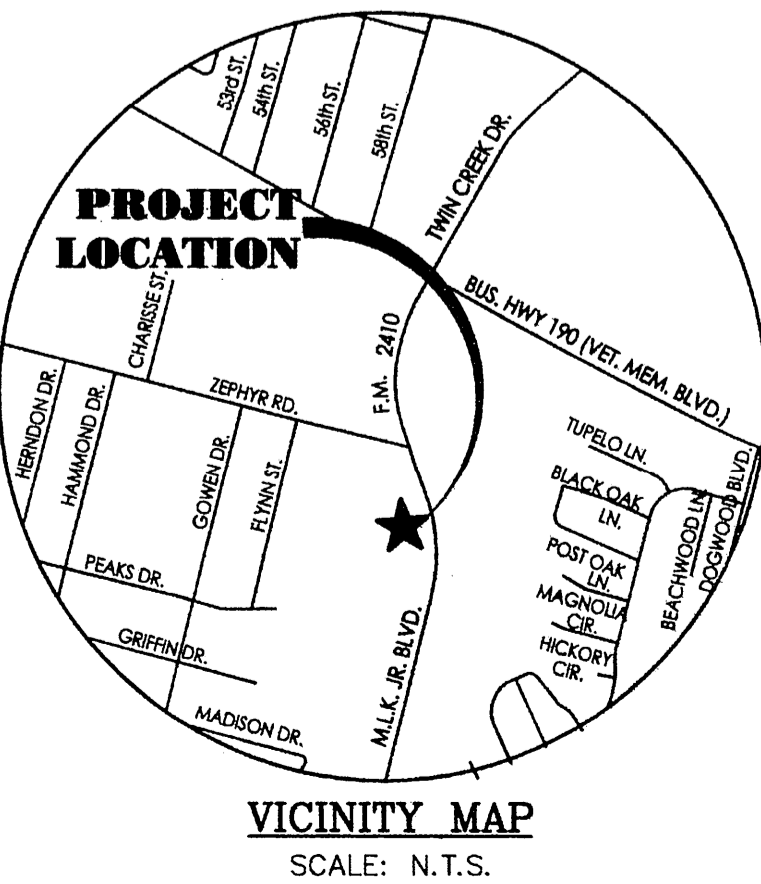 53rd ST.
54th ST.
56th ST.
58th ST.
TWIN CREEK DR.
PROJECT
LOCATION
CHARISSE ST.
F.M. 2410
BUS. HWY 190 (VET. MEM. BLVD.)
ZEPHYR RD.
HERNDON DR.
HAMMOND DR.
GOWEN DR.
FLYNN ST.
TUPELO LN.
BLACK OAK
LN.
BEACHWOOD LN.
DOGWOOD BLVD.
POST OAK
LN.
PEAKS DR.
MAGNOLIA
CIR.
GRIFFIN DR.
HICKORY
CIR.
M.L.K. JR. BLVD.
MADISON DR.
VICINITY MAP
SCALE: N.T.S.